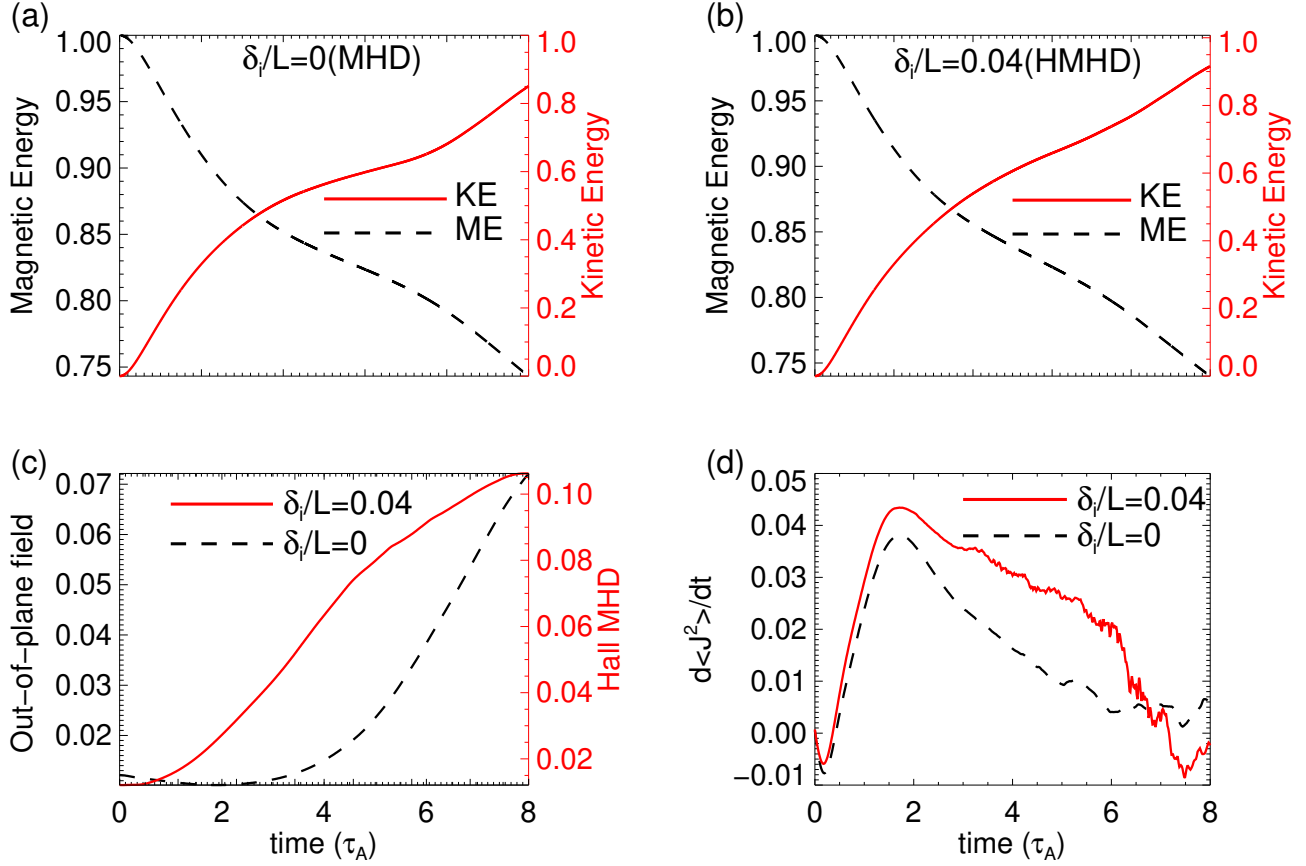 (a)
δi/L=0(MHD)
Magnetic Energy
1.00
0.95
0.90
0.85
0.80
0.75
KE
ME
Kinetic Energy
1.0
0.8
0.6
0.4
0.2
0.0
(b)
δi/L=0.04(HMHD)
Magnetic Energy
1.00
0.95
0.90
0.85
0.80
0.75
KE
ME
Kinetic Energy
1.0
0.8
0.6
0.4
0.2
0.0
(c)
Out-of-plane field
0.07
0.06
0.05
0.04
0.03
0.02
δi/L=0.04
δi/L=0
Hall MHD
0.10
0.08
0.06
0.04
0.02
0 2 4 6 8
time (τA)
(d)
d<J²>/dt
0.05
0.04
0.03
0.02
0.01
0.00
-0.01
δi/L=0.04
δi/L=0
0 2 4 6 8
time (τA)